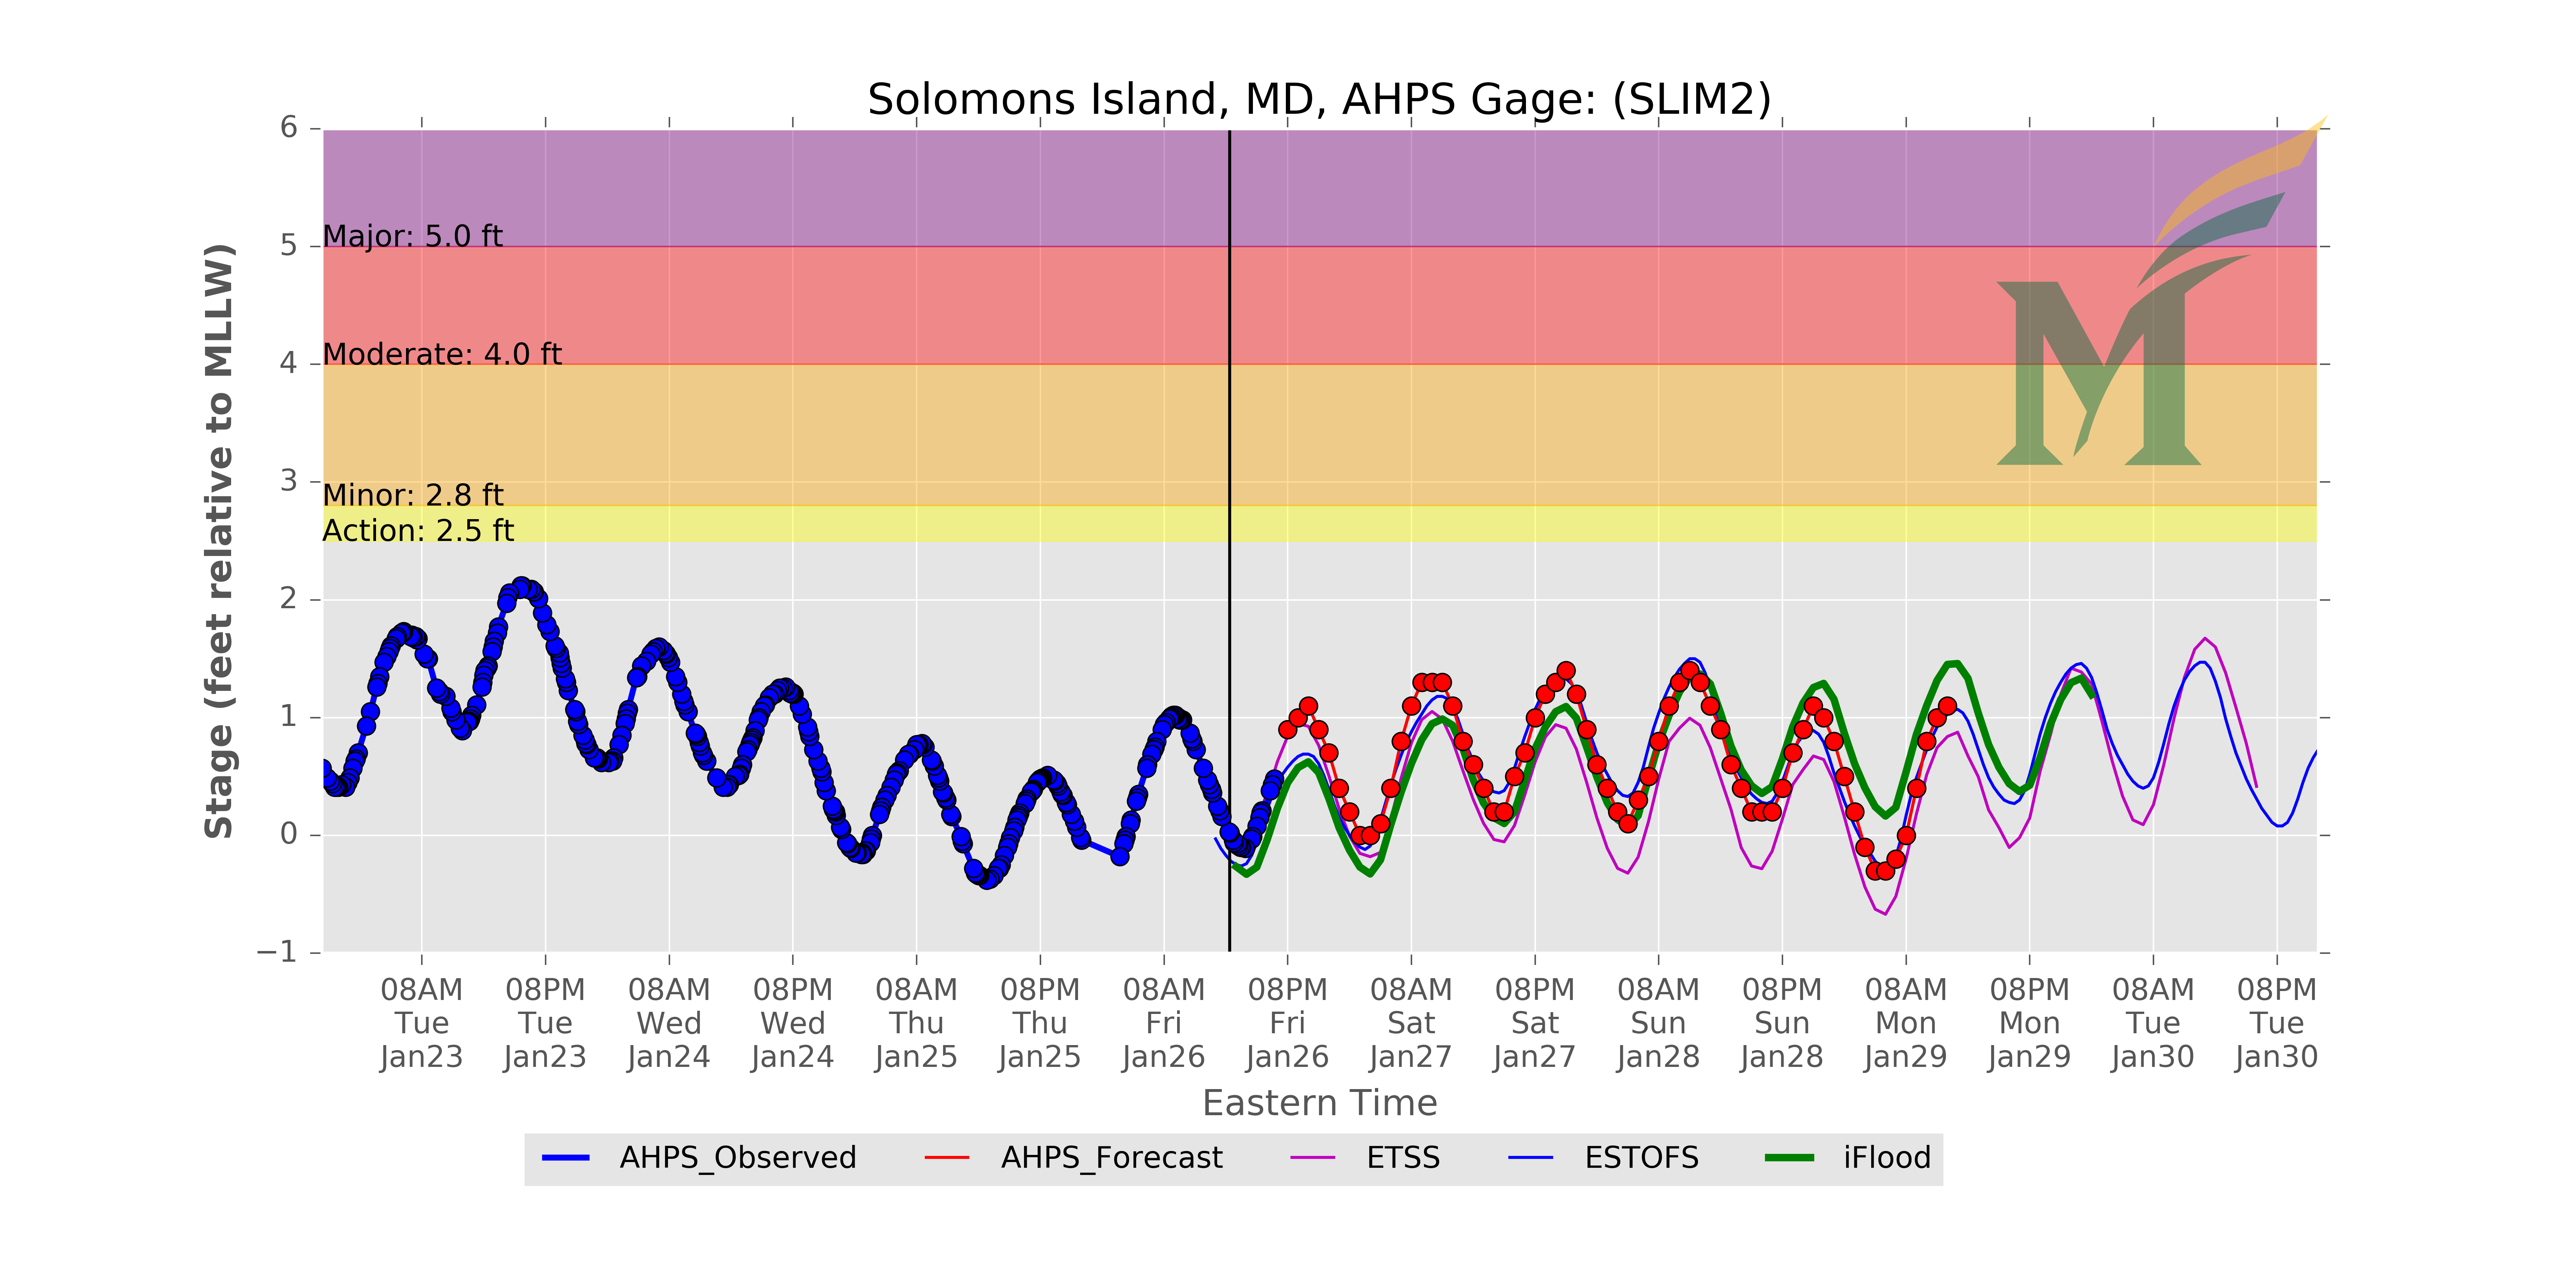 Solomons Island, MD, AHPS Gage: (SLIM2)
6
5
4
3
2
1
0
−1
Stage (feet relative to MLLW)
Major: 5.0 ft
Moderate: 4.0 ft
Minor: 2.8 ft
Action: 2.5 ft
M
08AM 08PM 08AM 08PM 08AM 08PM 08AM 08PM 08AM 08PM 08AM 08PM 08AM 08PM 08AM 08PM
Tue Tue Wed Wed Thu Thu Fri Fri Sat Sat Sun Sun Mon Mon Tue Tue
Jan23 Jan23 Jan24 Jan24 Jan25 Jan25 Jan26 Jan26 Jan27 Jan27 Jan28 Jan28 Jan29 Jan29 Jan30 Jan30
Eastern Time
AHPS_Observed AHPS_Forecast ETSS ESTOFS iFlood